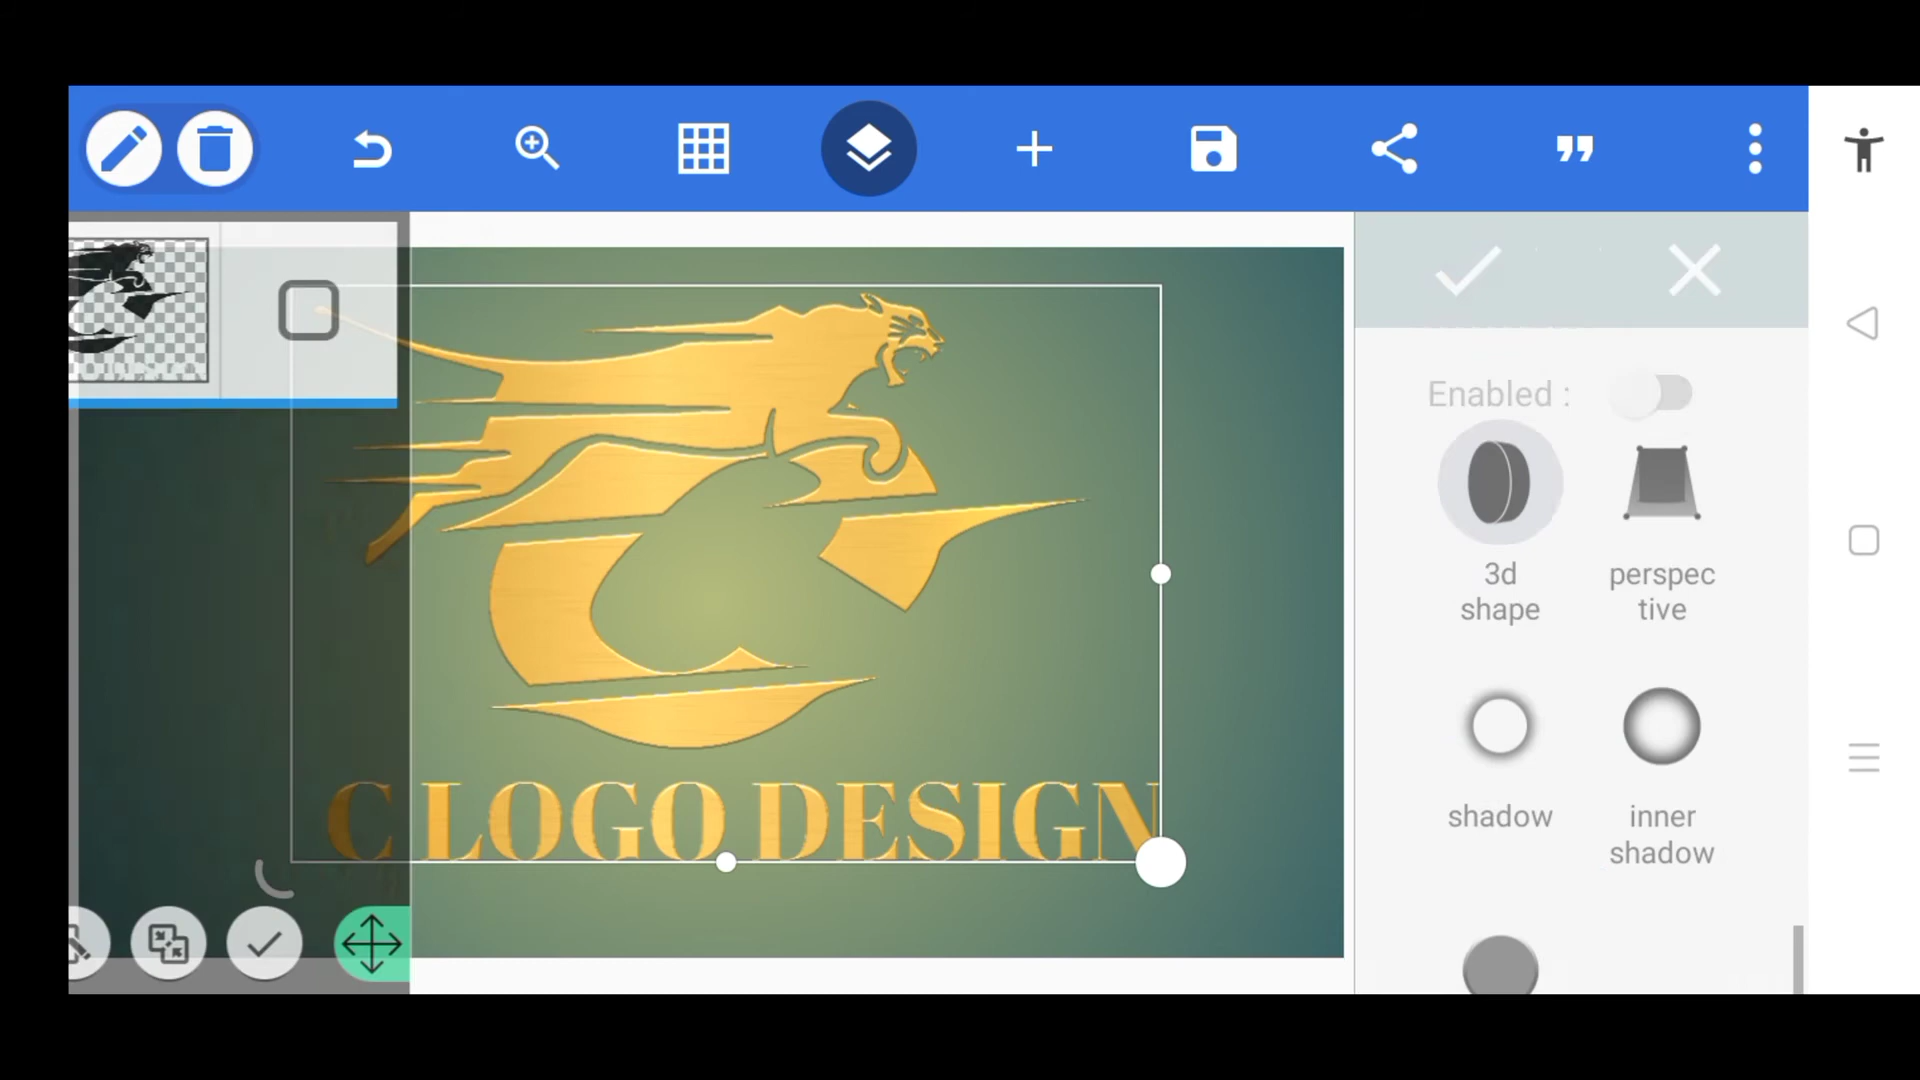 Enabled :
3d
shape
perspec
tive
shadow
inner
shadow
C LOGO DESIGN